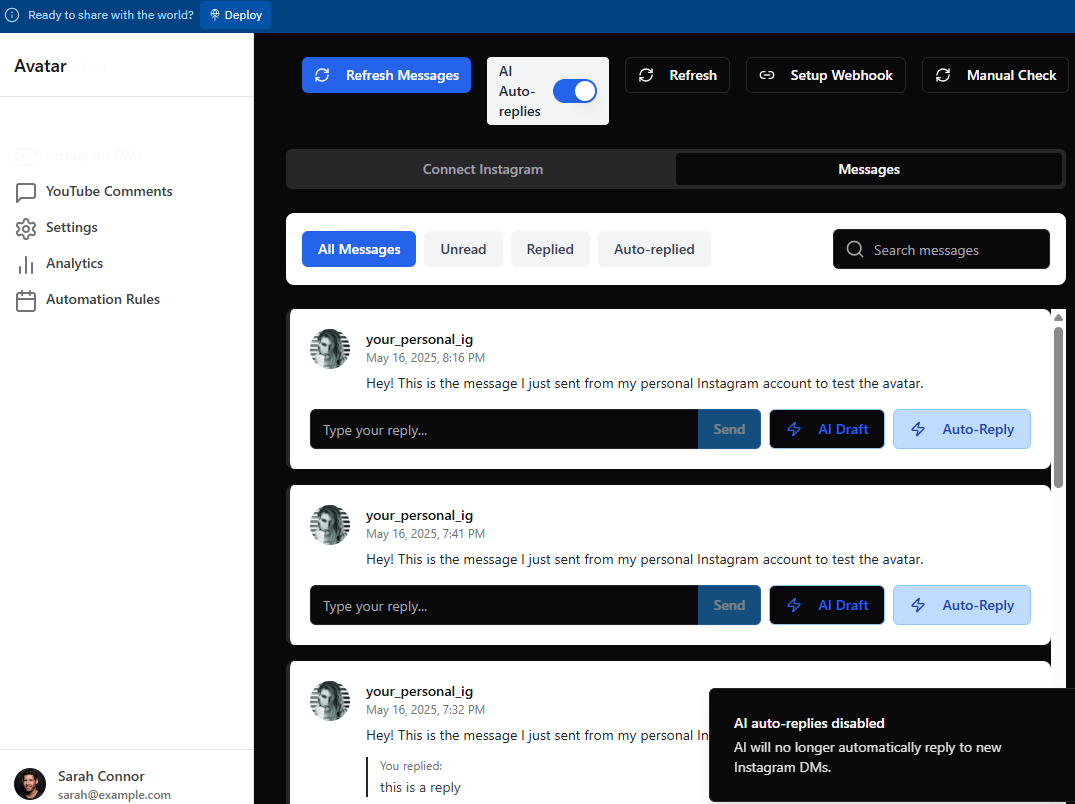 Ready to share with the world?
Deploy
Avatar
Instagram DMs
YouTube Comments
Settings
Analytics
Automation Rules
Sarah Connor
sarah@example.com
Refresh Messages
AI
Auto-
replies
Refresh
Setup Webhook
Manual Check
Connect Instagram
Messages
All Messages
Unread
Replied
Auto-replied
Search messages
your_personal_ig
May 16, 2025, 8:16 PM
Hey! This is the message I just sent from my personal Instagram account to test the avatar.
Type your reply...
Send
AI Draft
Auto-Reply
your_personal_ig
May 16, 2025, 7:41 PM
Hey! This is the message I just sent from my personal Instagram account to test the avatar.
Type your reply...
Send
AI Draft
Auto-Reply
your_personal_ig
May 16, 2025, 7:32 PM
Hey! This is the message I just sent from my personal In
You replied:
this is a reply
AI auto-replies disabled
AI will no longer automatically reply to new
Instagram DMs.